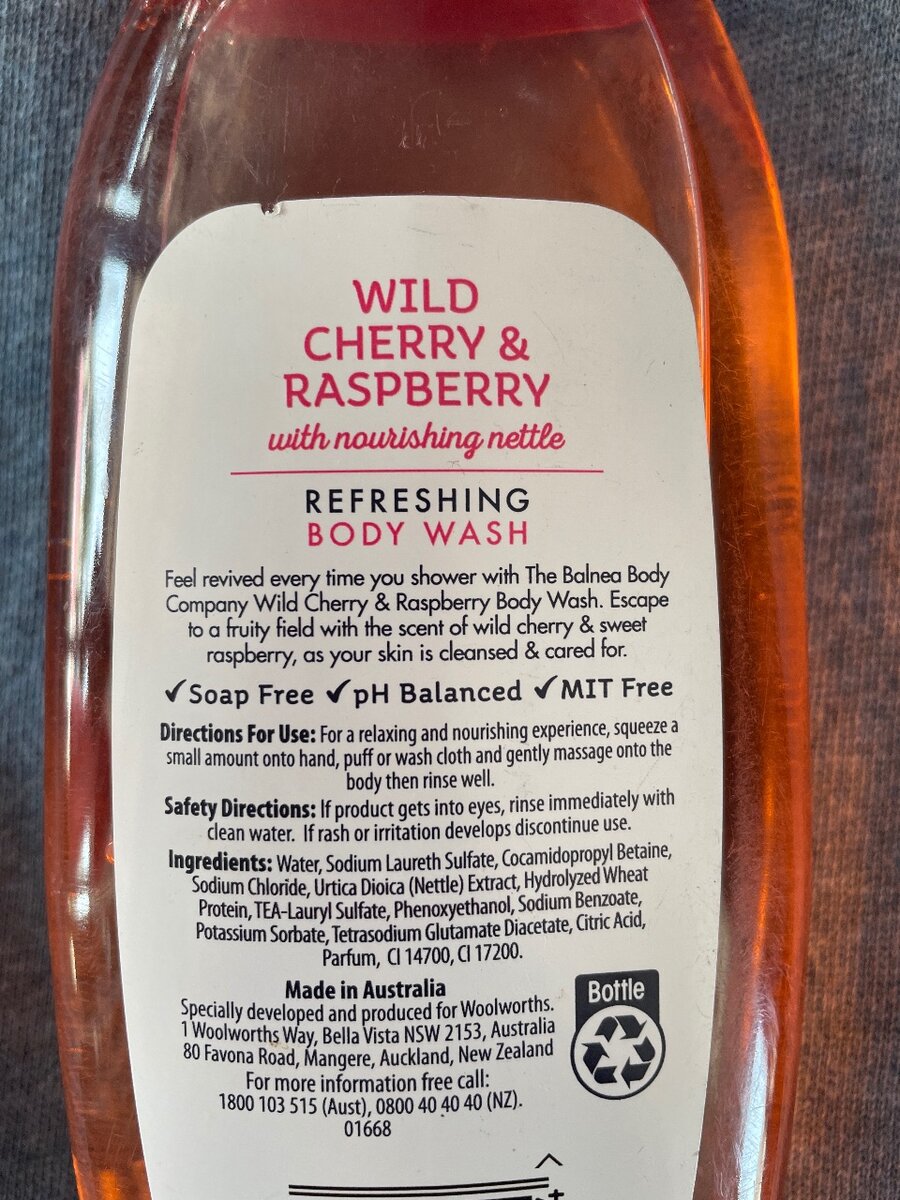 WILD
CHERRY &
RASPBERRY
with nourishing nettle
REFRESHING
BODY WASH
Feel revived every time you shower with The Balnea Body
Company Wild Cherry & Raspberry Body Wash. Escape
to a fruity field with the scent of wild cherry & sweet
raspberry, as your skin is cleansed & cared for.
✓Soap Free ✓pH Balanced ✓MIT Free
Directions For Use: For a relaxing and nourishing experience, squeeze a
small amount onto hand, puff or wash cloth and gently massage onto the
body then rinse well.
Safety Directions: If product gets into eyes, rinse immediately with
clean water. If rash or irritation develops discontinue use.
Ingredients: Water, Sodium Laureth Sulfate, Cocamidopropyl Betaine,
Sodium Chloride, Urtica Dioica (Nettle) Extract, Hydrolyzed Wheat
Protein, TEA-Lauryl Sulfate, Phenoxyethanol, Sodium Benzoate,
Potassium Sorbate, Tetrasodium Glutamate Diacetate, Citric Acid,
Parfum, CI 14700, CI 17200.
Made in Australia
Specially developed and produced for Woolworths.
1 Woolworths Way, Bella Vista NSW 2153, Australia
80 Favona Road, Mangere, Auckland, New Zealand
For more information free call:
1800 103 515 (Aust), 0800 40 40 40 (NZ).
01668
Bottle